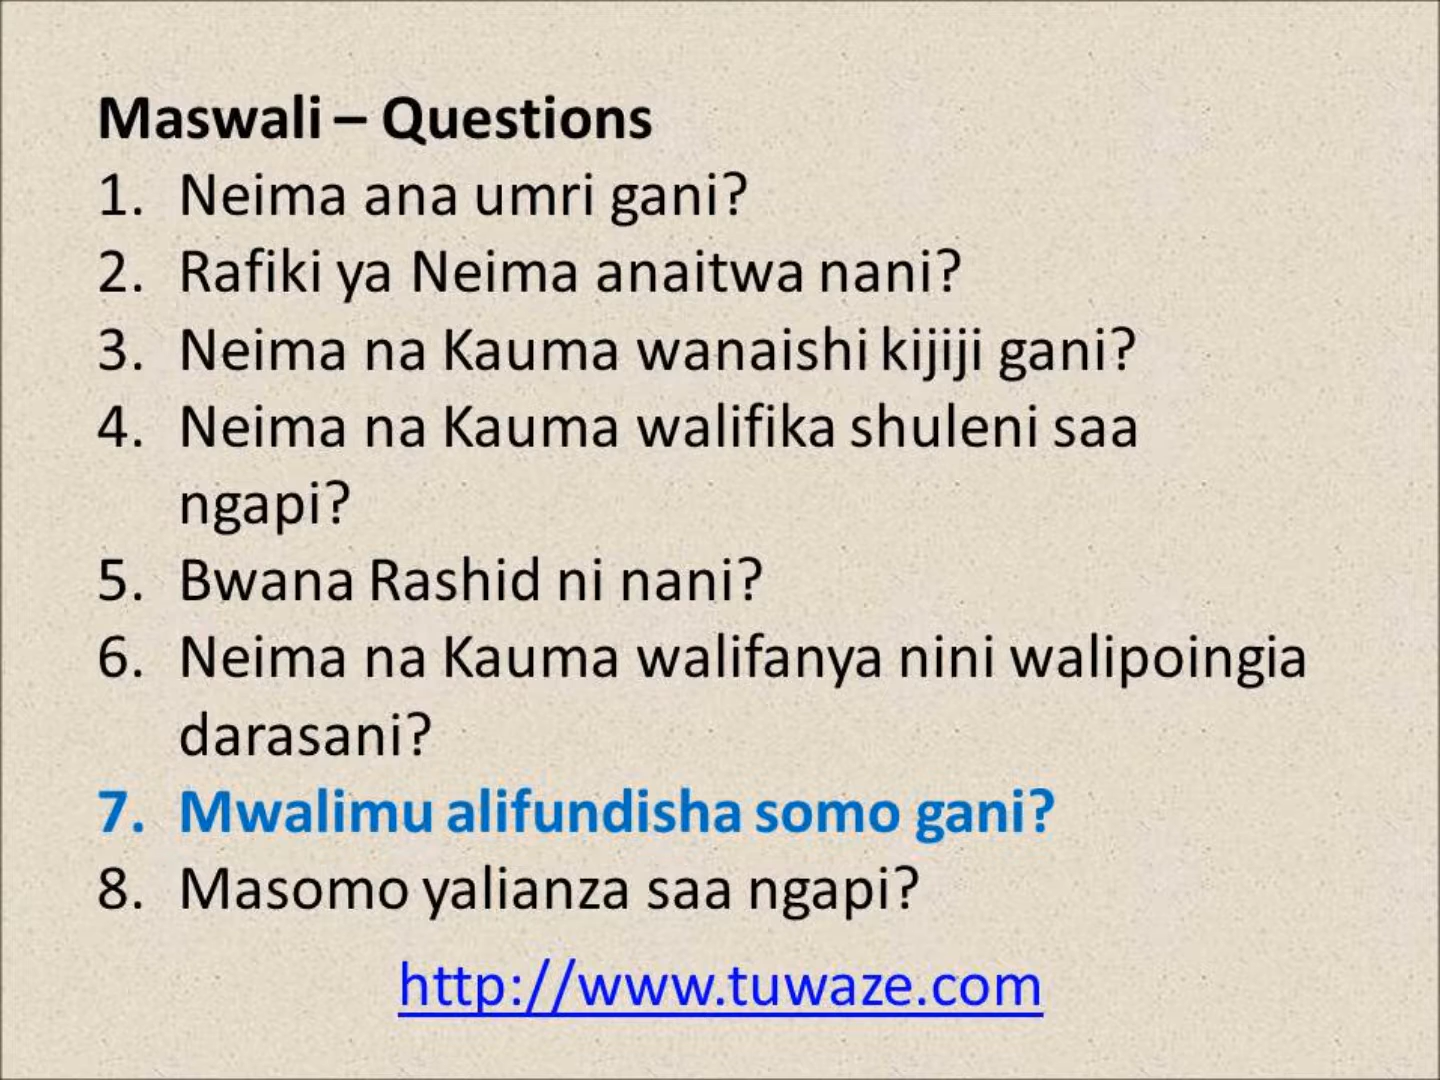 Maswali – Questions
1. Neima ana umri gani?
2. Rafiki ya Neima anaitwa nani?
3. Neima na Kauma wanaishi kijiji gani?
4. Neima na Kauma walifika shuleni saa
ngapi?
5. Bwana Rashid ni nani?
6. Neima na Kauma walifanya nini walipoingia
darasani?
7. Mwalimu alifundisha somo gani?
8. Masomo yalianza saa ngapi?
http://www.tuwaze.com